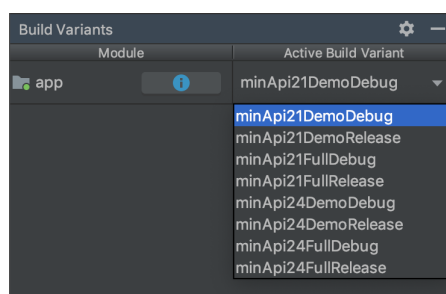 Build Variants
Module Active Build Variant
app minApi21DemoDebug
minApi21DemoDebug
minApi21DemoRelease
minApi21FullDebug
minApi21FullRelease
minApi24DemoDebug
minApi24DemoRelease
minApi24FullDebug
minApi24FullRelease